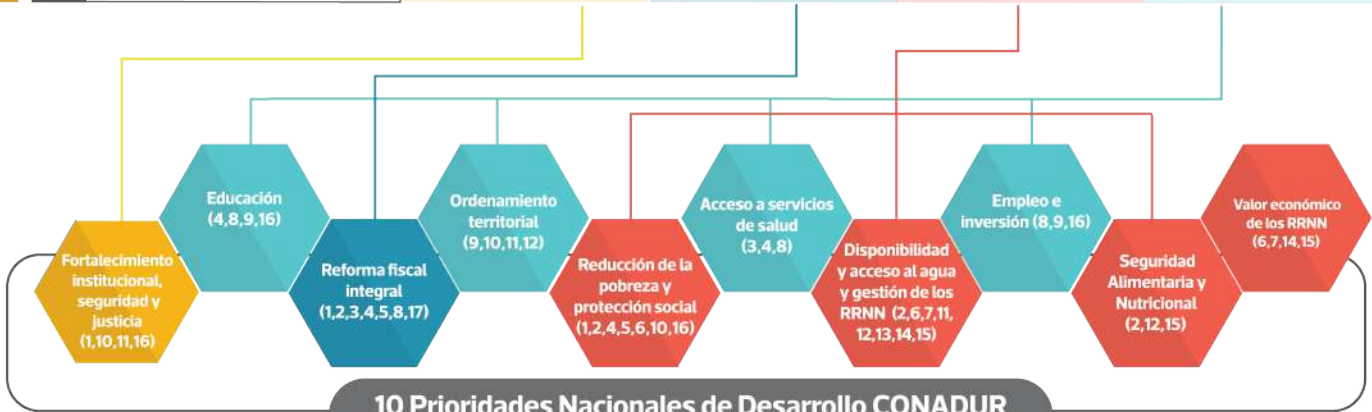 Educación
(4,8,9,16)
Ordenamiento
territorial
(9,10,11,12)
Acceso a servicios
de salud
(3,4,8)
Empleo e
inversión (8,9,16)
Valor económico
de los RRNN
(6,7,14,15)
Fortalecimiento
institucional,
seguridad y
justicia
(1,10,11,16)
Reforma fiscal
integral
(1,2,3,4,5,8,17)
Reducción de la
pobreza y
protección social
(1,2,4,5,6,10,16)
Disponibilidad
y acceso al agua
y gestión de los
RRNN (2,6,7,11,
12,13,14,15)
Seguridad
Alimentaria y
Nutricional
(2,12,15)
10 Prioridades Nacionales de Desarrollo CONADUR